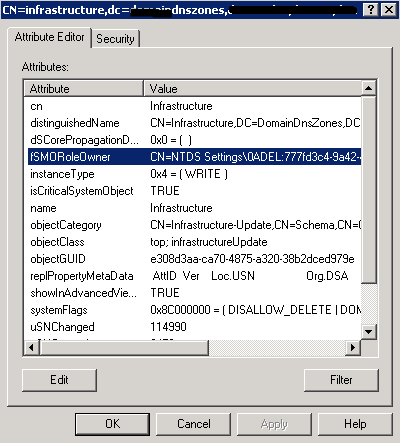 CN=infrastructure,dc=domaindnszones,d
Attribute Editor Security
Attributes:
Attribute Value
cn Infrastructure
distinguishedName CN=Infrastructure,DC=DomainDnsZones,DC
dSCorePropagationD... 0x0 = ( )
fSMORoleOwner CN=NTDS Settings\0ADEL:777fd3c4-9a42-4
instanceType 0x4 = ( WRITE )
isCriticalSystemObject TRUE
name Infrastructure
objectCategory CN=Infrastructure-Update,CN=Schema,CN=C
objectClass top; infrastructureUpdate
objectGUID e308d3aa-ca70-4875-a320-38b2dced979e
replPropertyMetaData AttID Ver Loc.USN Org.DSA
showInAdvancedVie... TRUE
systemFlags 0x8C000000 = ( DISALLOW_DELETE | DOM
uSNChanged 114990
Edit Filter
OK Cancel Apply Help